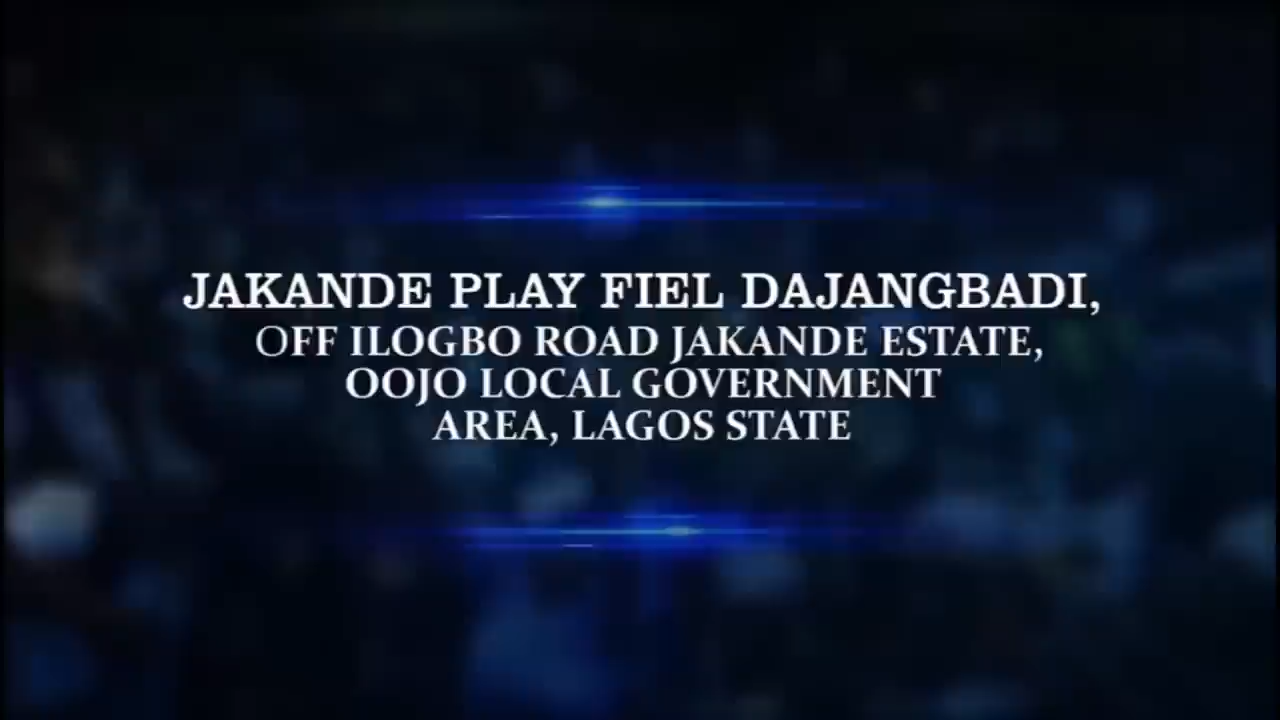 JAKANDE PLAY FIEL DAJANGBADI,
OFF ILOGBO ROAD JAKANDE ESTATE,
OOJO LOCAL GOVERNMENT
AREA, LAGOS STATE